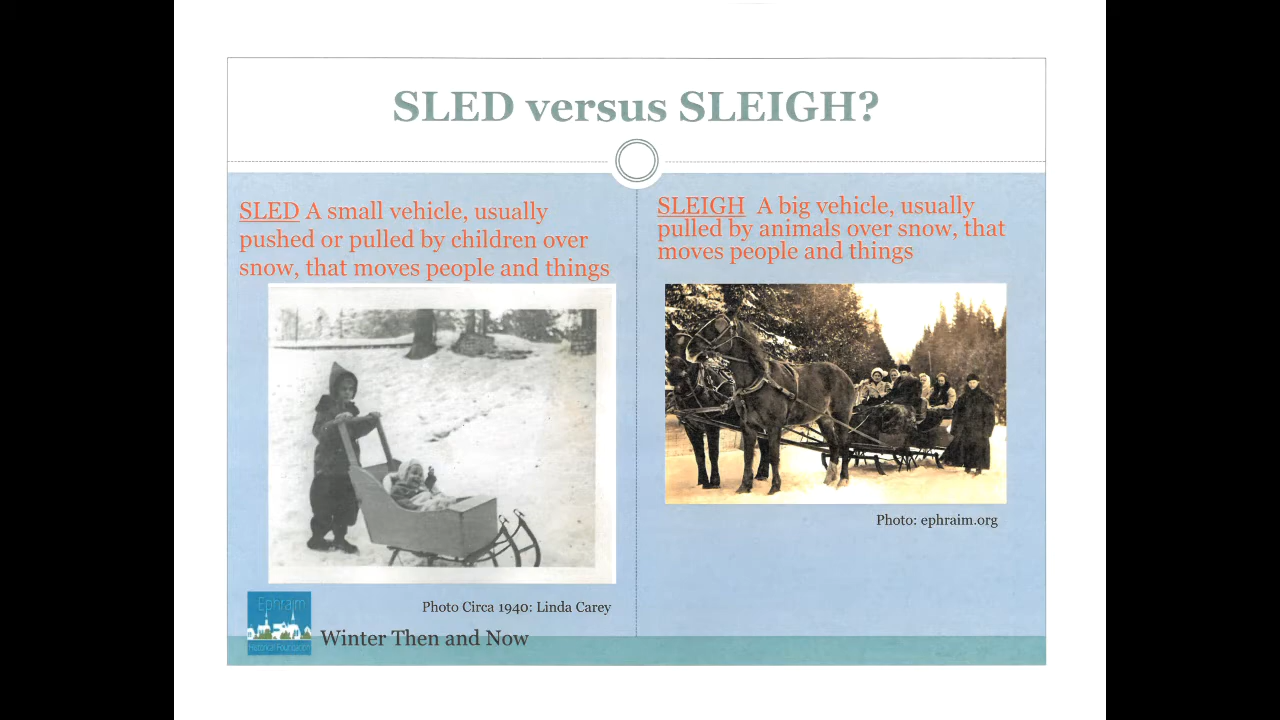 SLED versus SLEIGH?
SLED A small vehicle, usually
pushed or pulled by children over
snow, that moves people and things
SLEIGH A big vehicle, usually
pulled by animals over snow, that
moves people and things
Photo: ephraim.org
Photo Circa 1940: Linda Carey
Ephraim
Historical Foundation
Winter Then and Now